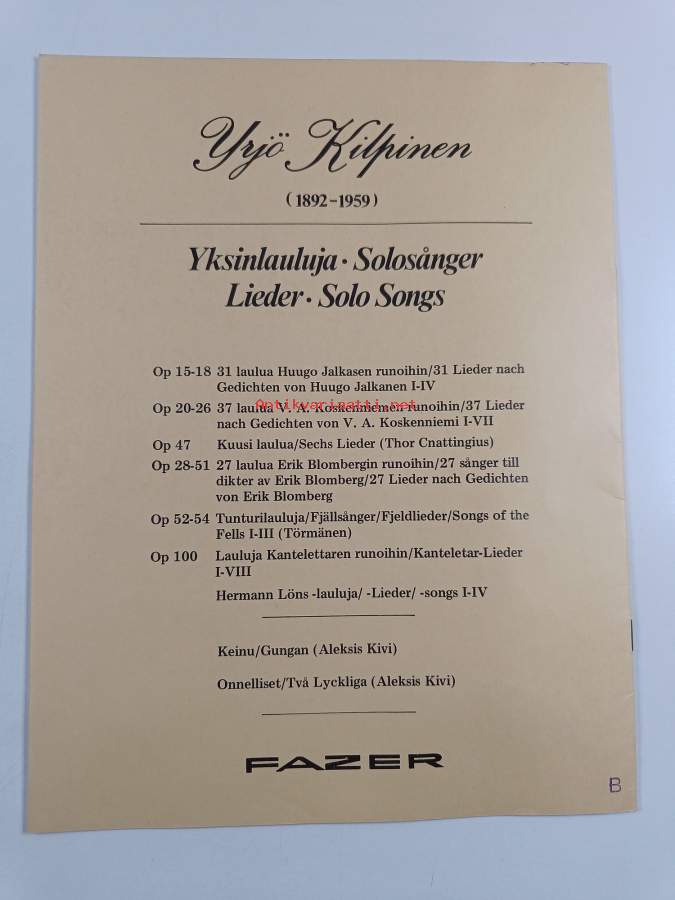 Yrjö Kilpinen
(1892-1959)
Yksinlauluja · Solosånger
Lieder · Solo Songs
Op 15-18 31 laulua Huugo Jalkasen runoihin/31 Lieder nach
Gedichten von Huugo Jalkanen I-IV
Antikvariaatti.net
Op 20-26 37 laulua V. A. Koskenniemen runoihin/37 Lieder
nach Gedichten von V. A. Koskenniemi I-VII
Op 47 Kuusi laulua/Sechs Lieder (Thor Cnattingius)
Op 28-51 27 laulua Erik Blombergin runoihin/27 sånger till
dikter av Erik Blomberg/27 Lieder nach Gedichten
von Erik Blomberg
Op 52-54 Tunturilauluja/Fjällsånger/Fjeldlieder/Songs of the
Fells I-III (Törmänen)
Op 100 Lauluja Kantelettaren runoihin/Kanteletar-Lieder
I-VIII
Hermann Löns -lauluja/ -Lieder/ -songs I-IV
Keinu/Gungan (Aleksis Kivi)
Onnelliset/Två Lyckliga (Aleksis Kivi)
FAZER
B